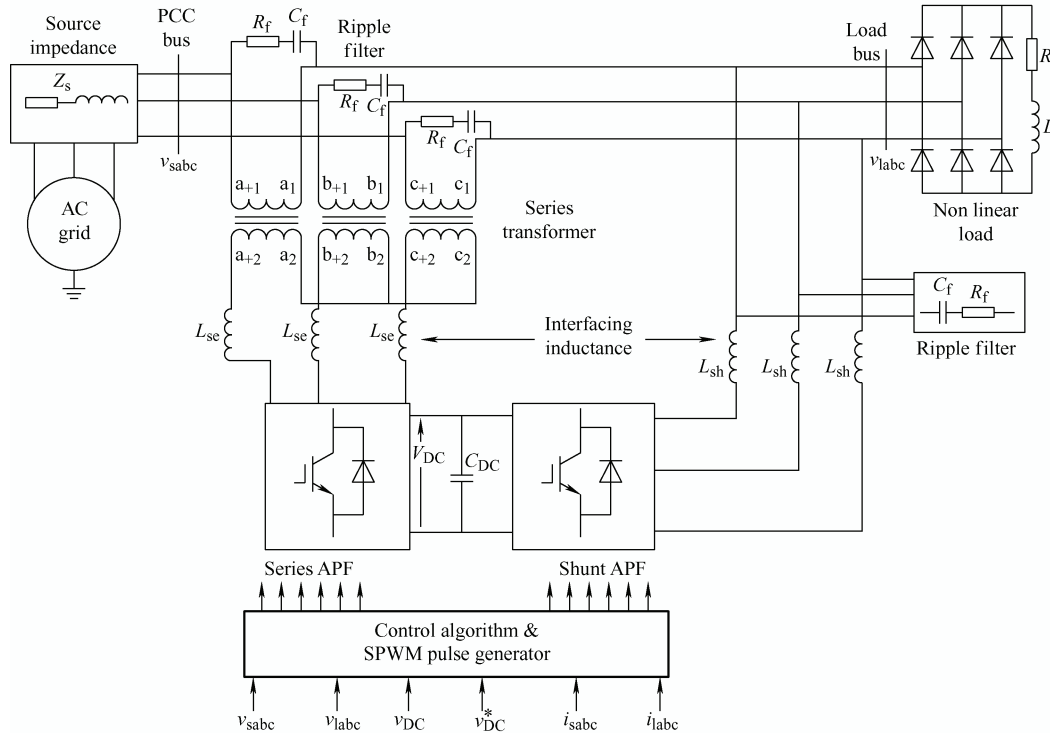 Source
impedance
PCC
bus
R_f
C_f
Ripple
filter
Load
bus
R
Z_s
R_f
C_f
R_f
C_f
L
v_sabc
v_labc
a_+1 a_1 b_+1 b_1 c_+1 c_1
AC
grid
Series
transformer
Non linear
load
a_+2 a_2 b_+2 b_2 c_+2 c_2
C_f
R_f
L_se
L_se
L_se
Interfacing
inductance
Ripple filter
L_sh
L_sh
L_sh
V_DC
C_DC
Series APF
Shunt APF
Control algorithm &
SPWM pulse generator
v_sabc
v_labc
v_DC
v*_DC
i_sabc
i_labc